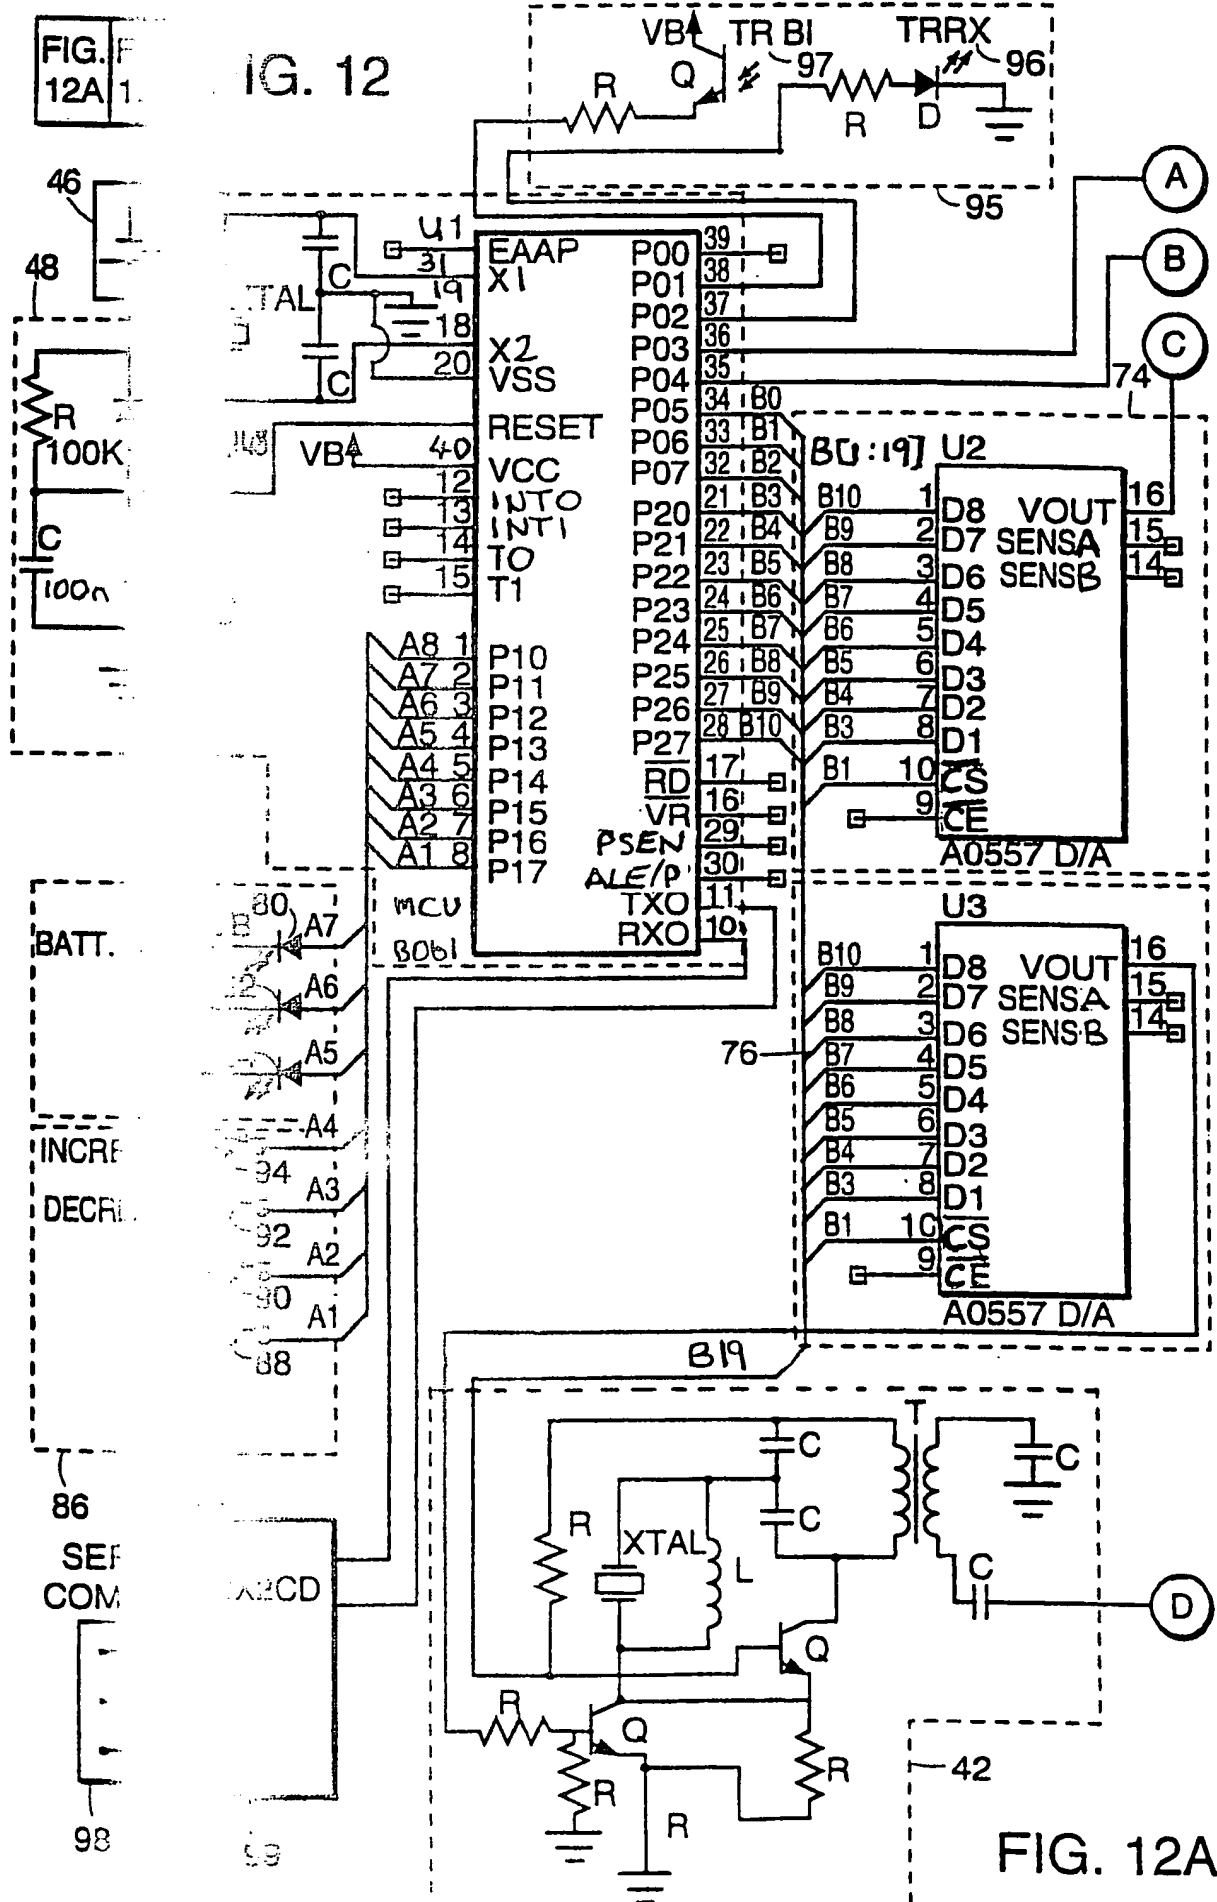 FIG. 12A
IG. 12
VB
TR BI
97
TRRX
96
R
Q
R
D
95
A
B
C
46
48
C
XTAL
C
R
100K
C
100n
U1
31
EAAP
19
X1
18
X2
20
VSS
RESET
VB
40
VCC
12
INTO
13
INT1
14
TO
15
T1
A8 1 P10
A7 2 P11
A6 3 P12
A5 4 P13
A4 5 P14
A3 6 P15
A2 7 P16
A1 8 P17
P00 39
P01 38
P02 37
P03 36
P04 35
P05 34 B0
P06 33 B1
P07 32 B2
P20 21 B3
P21 22 B4
P22 23 B5
P23 24 B6
P24 25 B7
P25 26 B8
P26 27 B9
P27 28 B10
RD 17
VR 16
PSEN 29
ALE/P 30
TXO 11
RXO 10
MCU
8061
74
B[1:19]
U2
B10 1 D8 VOUT 16
B9 2 D7 SENSA 15
B8 3 D6 SENSB 14
B7 4 D5
B6 5 D4
B5 6 D3
B4 7 D2
B3 8 D1
B1 10 CS
9 CE
A0557 D/A
U3
B10 1 D8 VOUT 16
B9 2 D7 SENSA 15
B8 3 D6 SENSB 14
76
B7 4 D5
B6 5 D4
B5 6 D3
B4 7 D2
B3 8 D1
B1 10 CS
9 CE
A0557 D/A
BATT.
80
A7
A6
A5
A4
94
A3
92
A2
90
A1
88
86
98
99
B19
T
C
C
C
R
XTAL
L
C
D
Q
R
Q
R
R
R
42
FIG. 12A